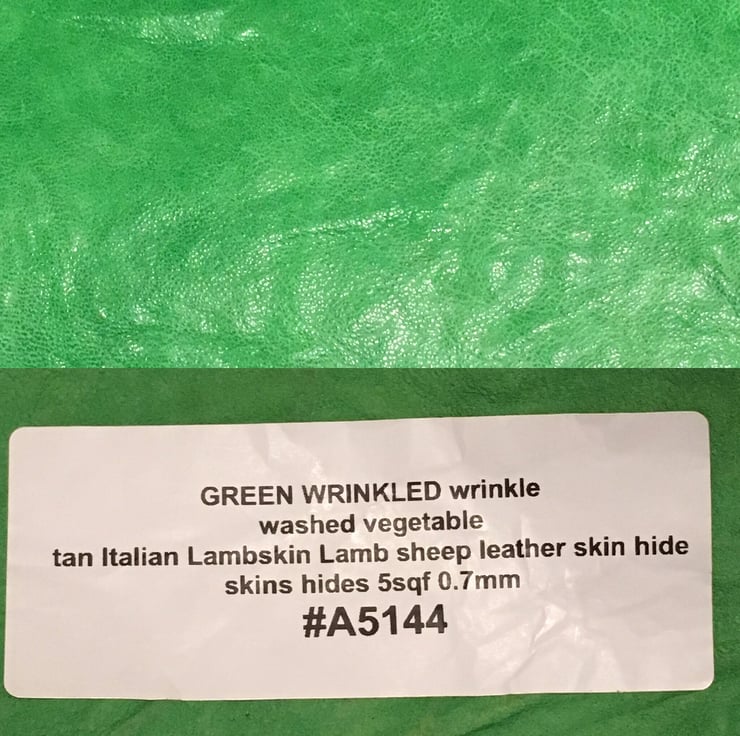 GREEN WRINKLED wrinkle
washed vegetable
tan Italian Lambskin Lamb sheep leather skin hide
skins hides 5sqf 0.7mm
#A5144